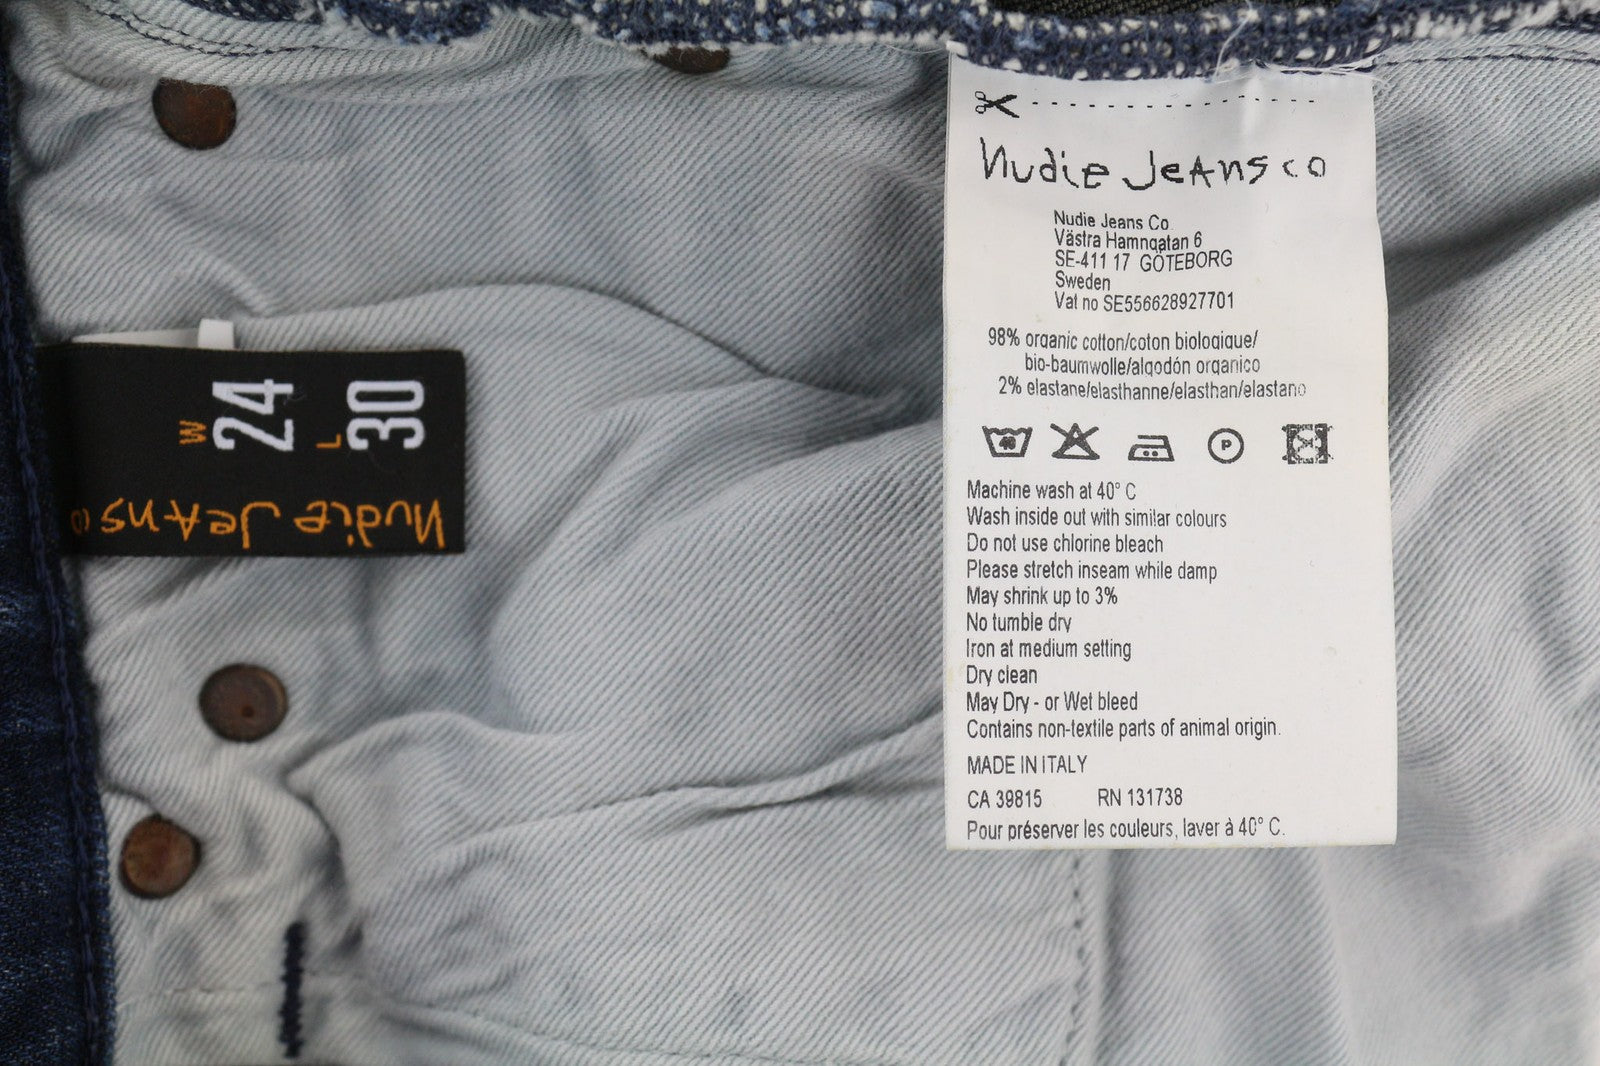 W
24
L
30
Nudie Jeans co
Nudie Jeans co
Nudie Jeans Co.
Västra Hamngatan 6
SE-411 17 GÖTEBORG
Sweden
Vat no SE556628927701
98% organic cotton/coton biologique/
bio-baumwolle/algodón organico
2% elastane/elasthanne/elasthan/elastano
40
P
Machine wash at 40° C
Wash inside out with similar colours
Do not use chlorine bleach
Please stretch inseam while damp
May shrink up to 3%
No tumble dry
Iron at medium setting
Dry clean
May Dry - or Wet bleed
Contains non-textile parts of animal origin.
MADE IN ITALY
CA 39815 RN 131738
Pour préserver les couleurs, laver à 40° C.